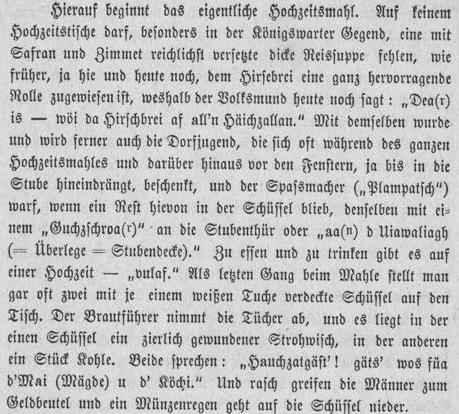 Hierauf beginnt das eigentliche Hochzeitsmahl. Auf keinem
Hochzeitstische darf, besonders in der Königswarter Gegend, eine mit
Safran und Zimmet reichlichst versetzte dicke Reissuppe fehlen, wie
früher, ja hie und heute noch, dem Hirsebrei eine ganz hervorragende
Rolle zugewiesen ist, weshalb der Volksmund heute noch sagt: „Dea(r)
is — wöi da Hirschbrei af all'n Häichzallan.“ Mit demselben wurde
und wird ferner auch die Dorfjugend, die sich oft während des ganzen
Hochzeitsmahles und darüber hinaus vor den Fenstern, ja bis in die
Stube hineindrängt, beschenkt, und der Spassmacher („Plampatsch“)
warf, wenn ein Rest hievon in der Schüssel blieb, denselben mit ei-
nem „Guchzschroa(r)“ an die Stubenthür oder „aa(n) d Uiawaliagh
(= Überlege = Stubendecke).“ Zu essen und zu trinken gibt es
auf einer Hochzeit — „vulaf.“ Als letzten Gang beim Mahle stellt man
gar oft zwei mit je einem weißen Tuche verdeckte Schüssel auf den
Tisch. Der Brautführer nimmt die Tücher ab, und es liegt in der
einen Schüssel ein zierlich gewundener Strohwisch, in der anderen
ein Stück Kohle. Beide sprechen: „Hauchzatgäst'! gäts' wos füa
d'Mai (Mägde) u d' Köchi.“ Und rasch greifen die Männer zum
Geldbeutel und ein Münzenregen geht auf die Schüssel nieder.